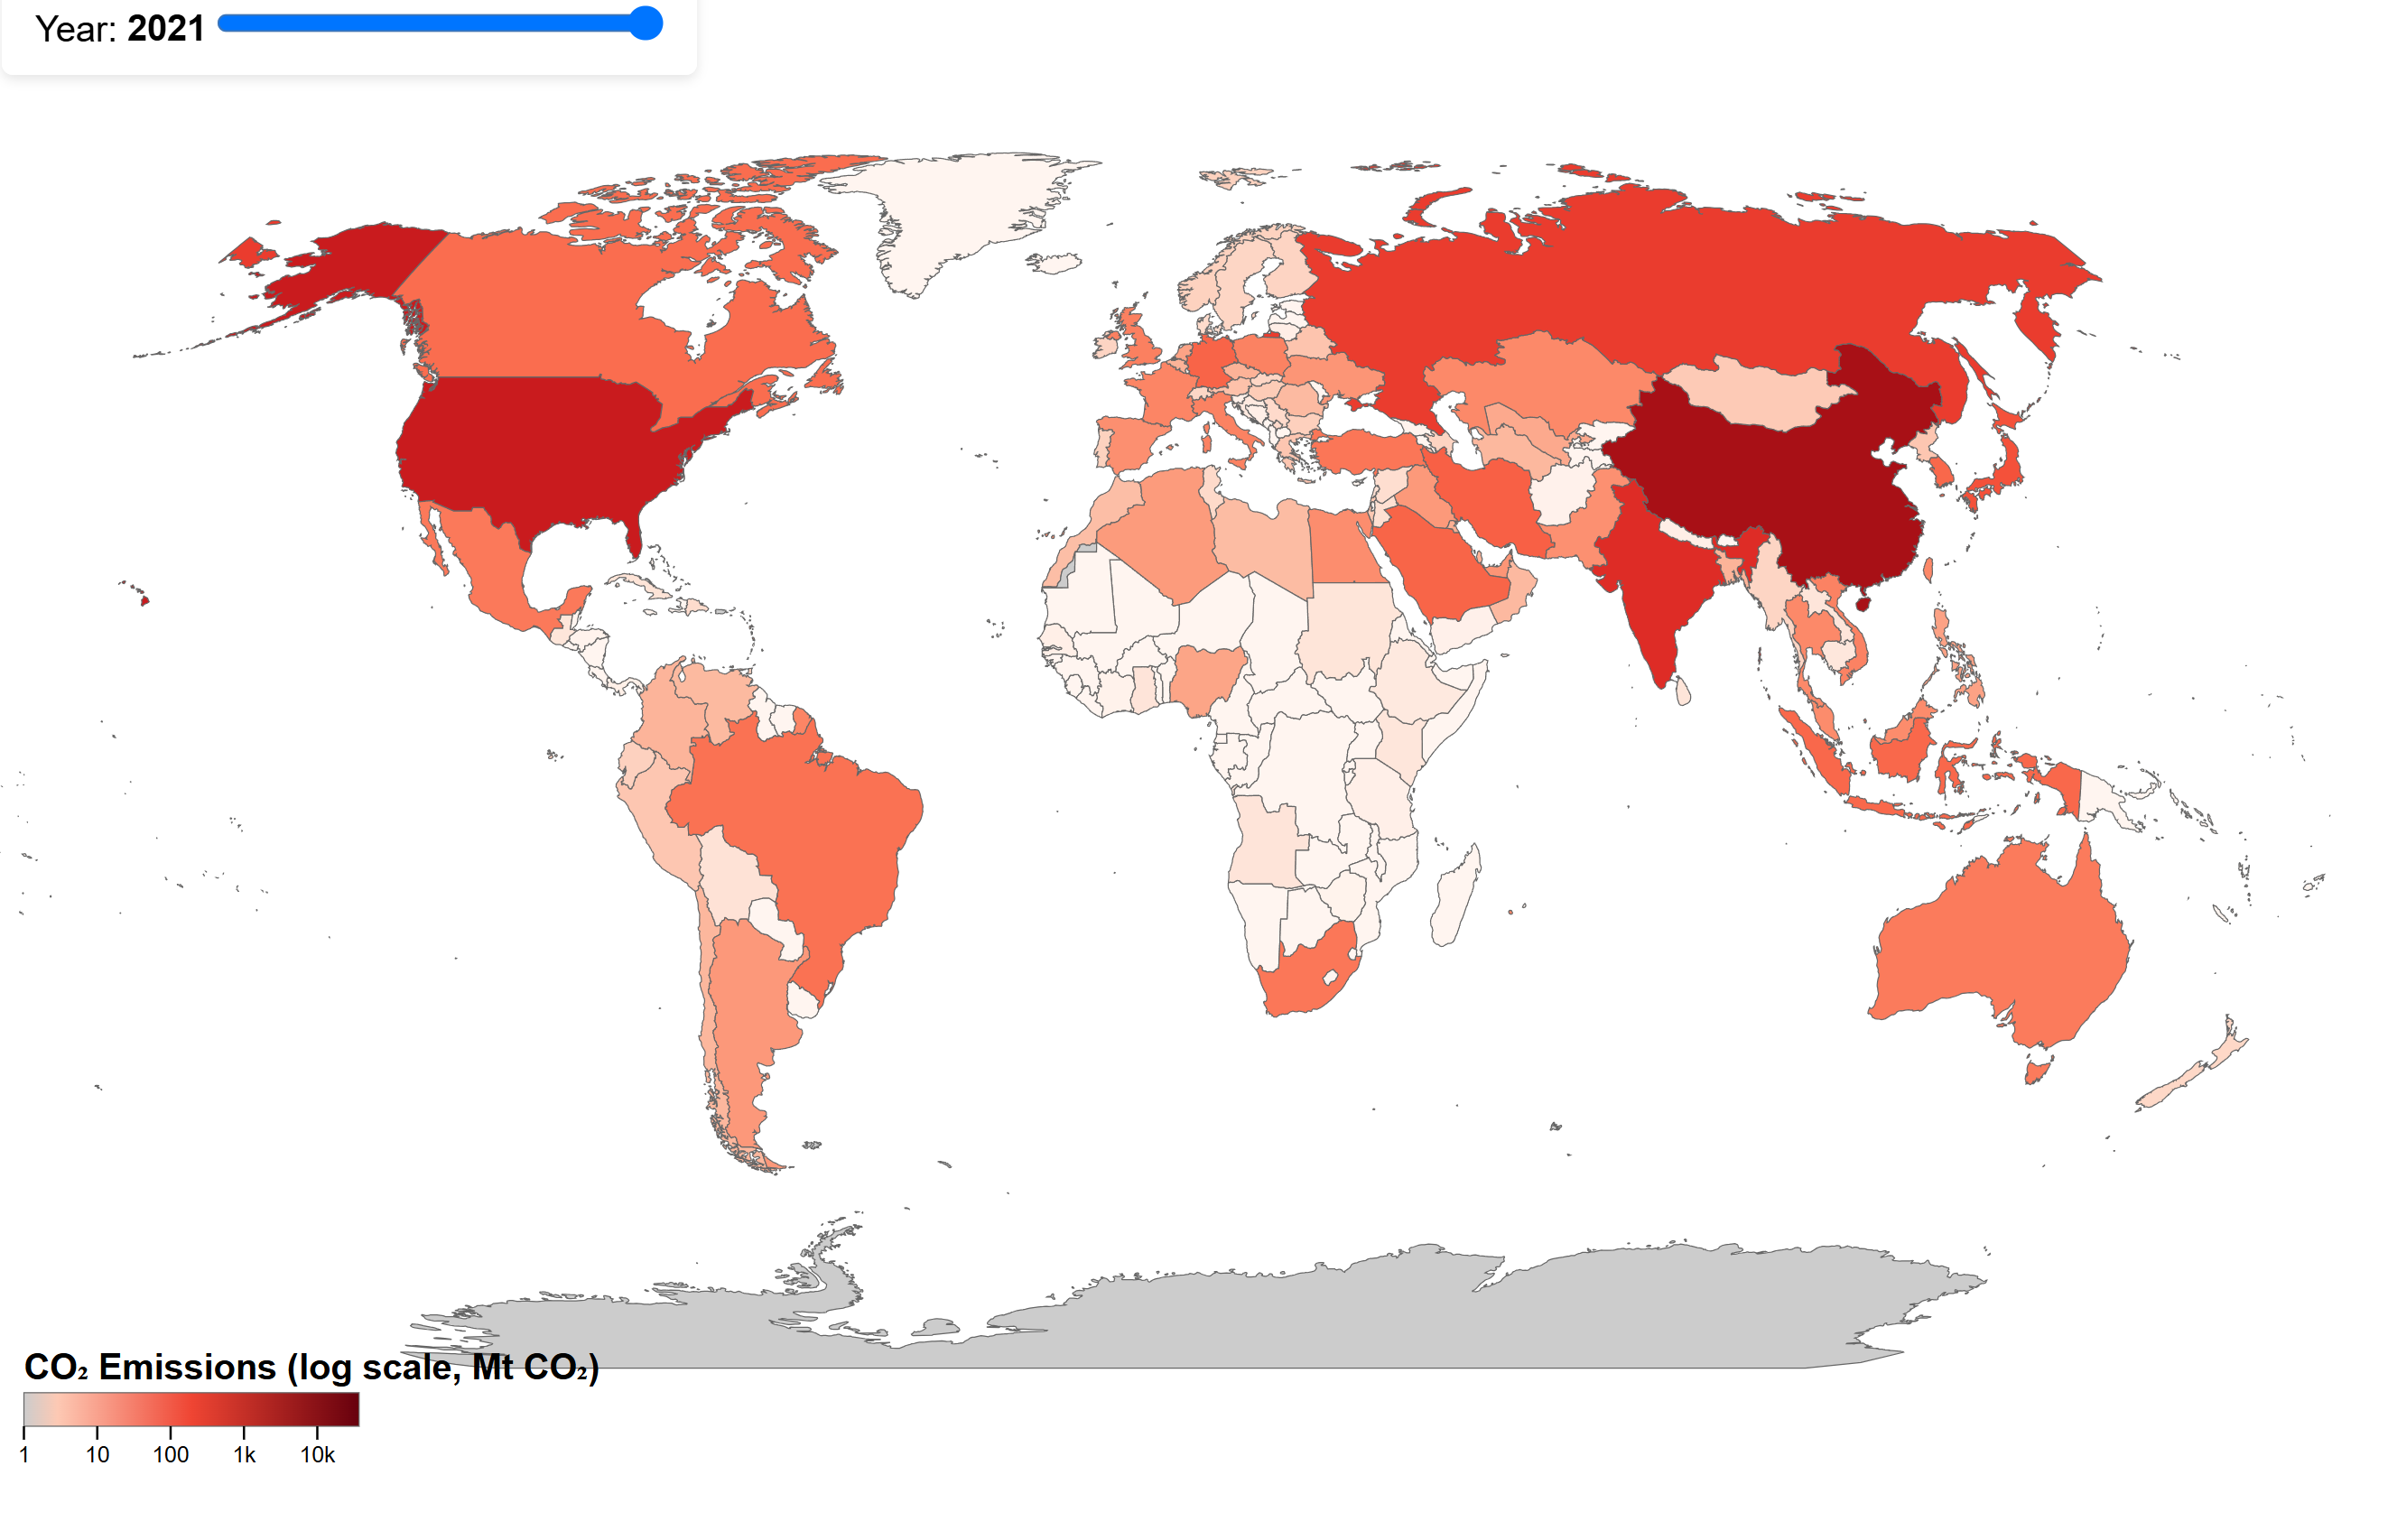 Year: 2021
CO₂ Emissions (log scale, Mt CO₂)
1 10 100 1k 10k